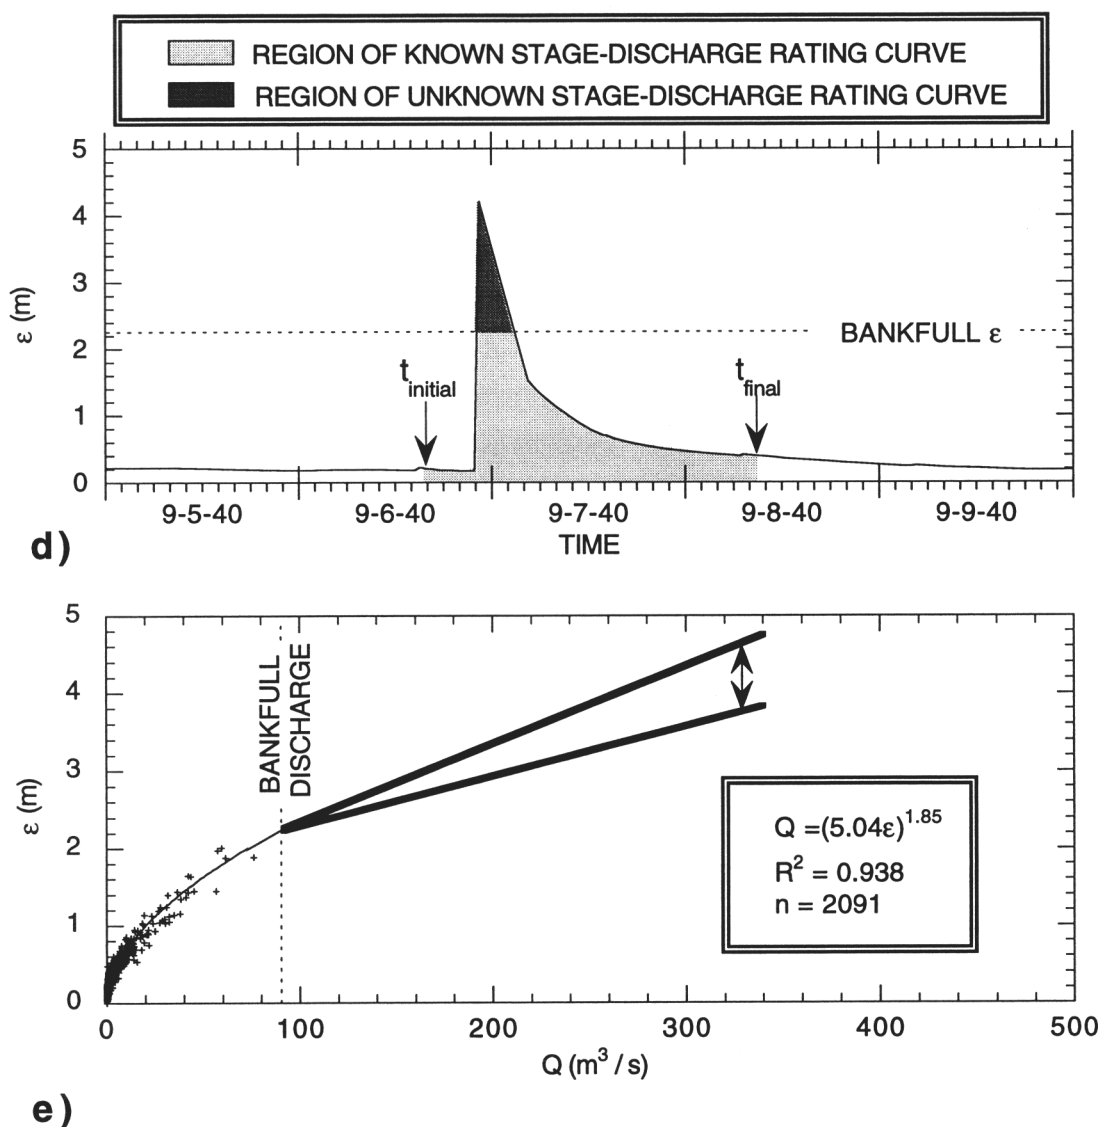 REGION OF KNOWN STAGE-DISCHARGE RATING CURVE
REGION OF UNKNOWN STAGE-DISCHARGE RATING CURVE
5
4
3
2
1
0
ε (m)
BANKFULL ε
t initial
t final
9-5-40
9-6-40
9-7-40
9-8-40
9-9-40
TIME
d)
5
4
3
2
1
0
ε (m)
BANKFULL
DISCHARGE
Q =(5.04ε)^1.85
R² = 0.938
n = 2091
0
100
200
300
400
500
Q (m³ / s)
e)